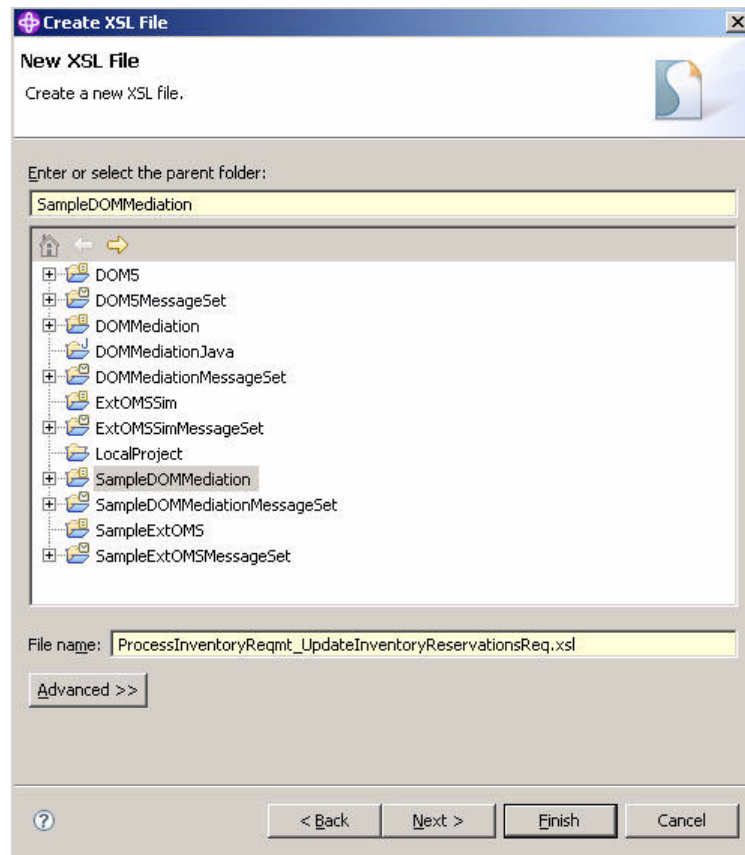 Create XSL File
New XSL File
Create a new XSL file.
Enter or select the parent folder:
SampleDOMMediation
DOM5
DOM5MessageSet
DOMMediation
DOMMediationJava
DOMMediationMessageSet
ExtOMSSim
ExtOMSSimMessageSet
LocalProject
SampleDOMMediation
SampleDOMMediationMessageSet
SampleExtOMS
SampleExtOMSMessageSet
File name: ProcessInventoryReqmt_UpdateInventoryReservationsReq.xsl
Advanced >>
< Back Next > Finish Cancel